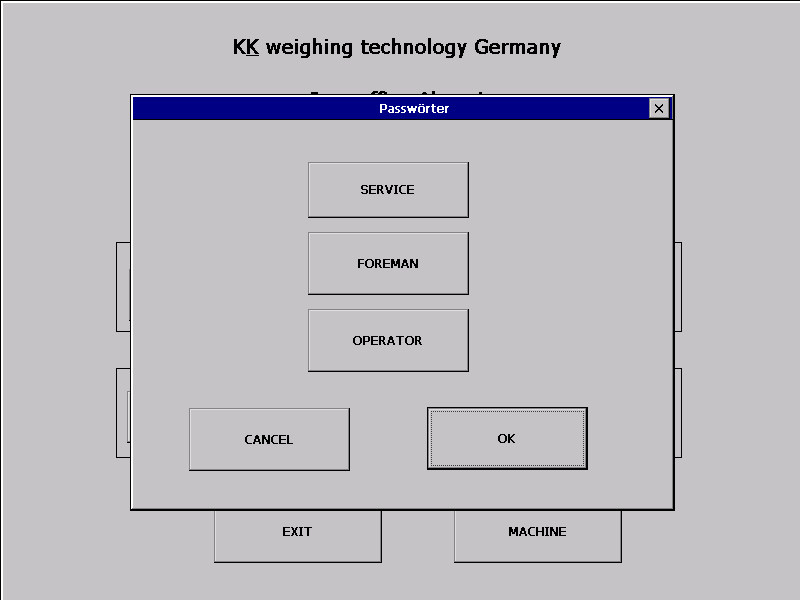 KK weighing technology Germany
Passwörter
SERVICE
FOREMAN
OPERATOR
CANCEL
OK
EXIT
MACHINE